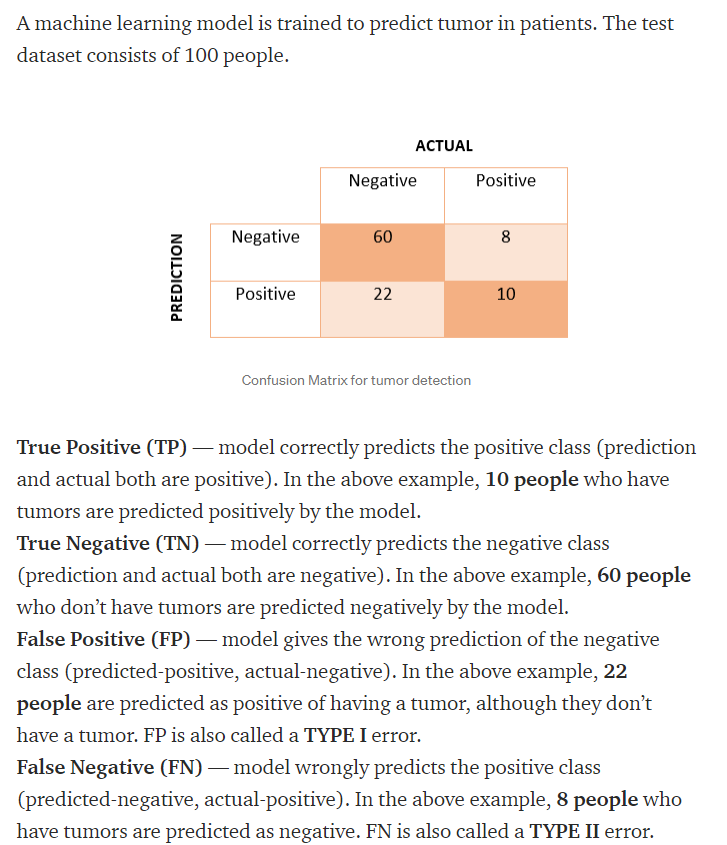 A machine learning model is trained to predict tumor in patients. The test
dataset consists of 100 people.
ACTUAL
Negative Positive
PREDICTION
Negative 60 8
Positive 22 10
Confusion Matrix for tumor detection
True Positive (TP) — model correctly predicts the positive class (prediction
and actual both are positive). In the above example, 10 people who have
tumors are predicted positively by the model.
True Negative (TN) — model correctly predicts the negative class
(prediction and actual both are negative). In the above example, 60 people
who don’t have tumors are predicted negatively by the model.
False Positive (FP) — model gives the wrong prediction of the negative
class (predicted-positive, actual-negative). In the above example, 22
people are predicted as positive of having a tumor, although they don’t
have a tumor. FP is also called a TYPE I error.
False Negative (FN) — model wrongly predicts the positive class
(predicted-negative, actual-positive). In the above example, 8 people who
have tumors are predicted as negative. FN is also called a TYPE II error.